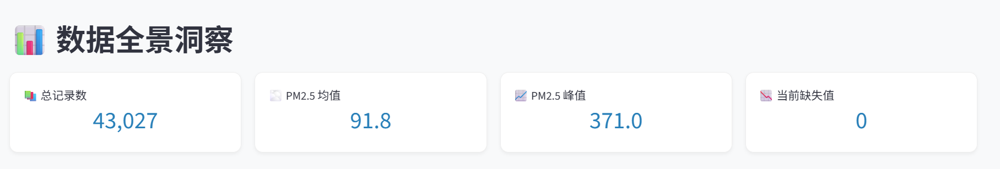 数据全景洞察
总记录数
43,027
PM2.5 均值
91.8
PM2.5 峰值
371.0
当前缺失值
0